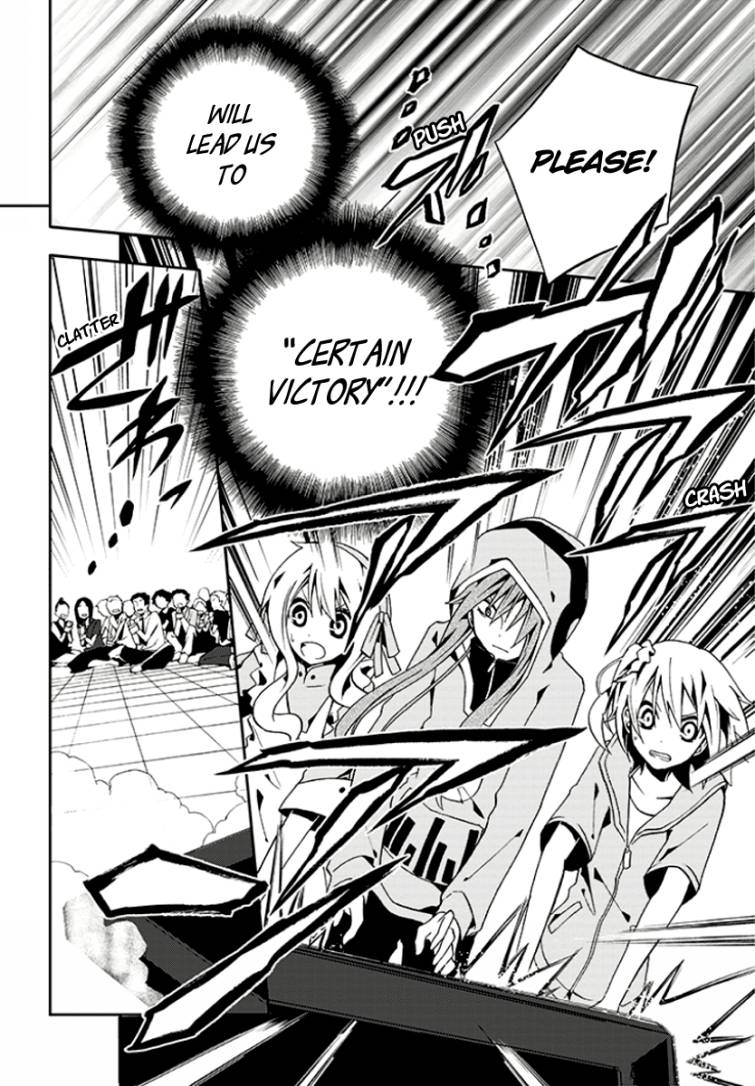 PLEASE!
PUSH
WILL
LEAD US
TO
"CERTAIN
VICTORY"!!!
CRASH
CLATTER